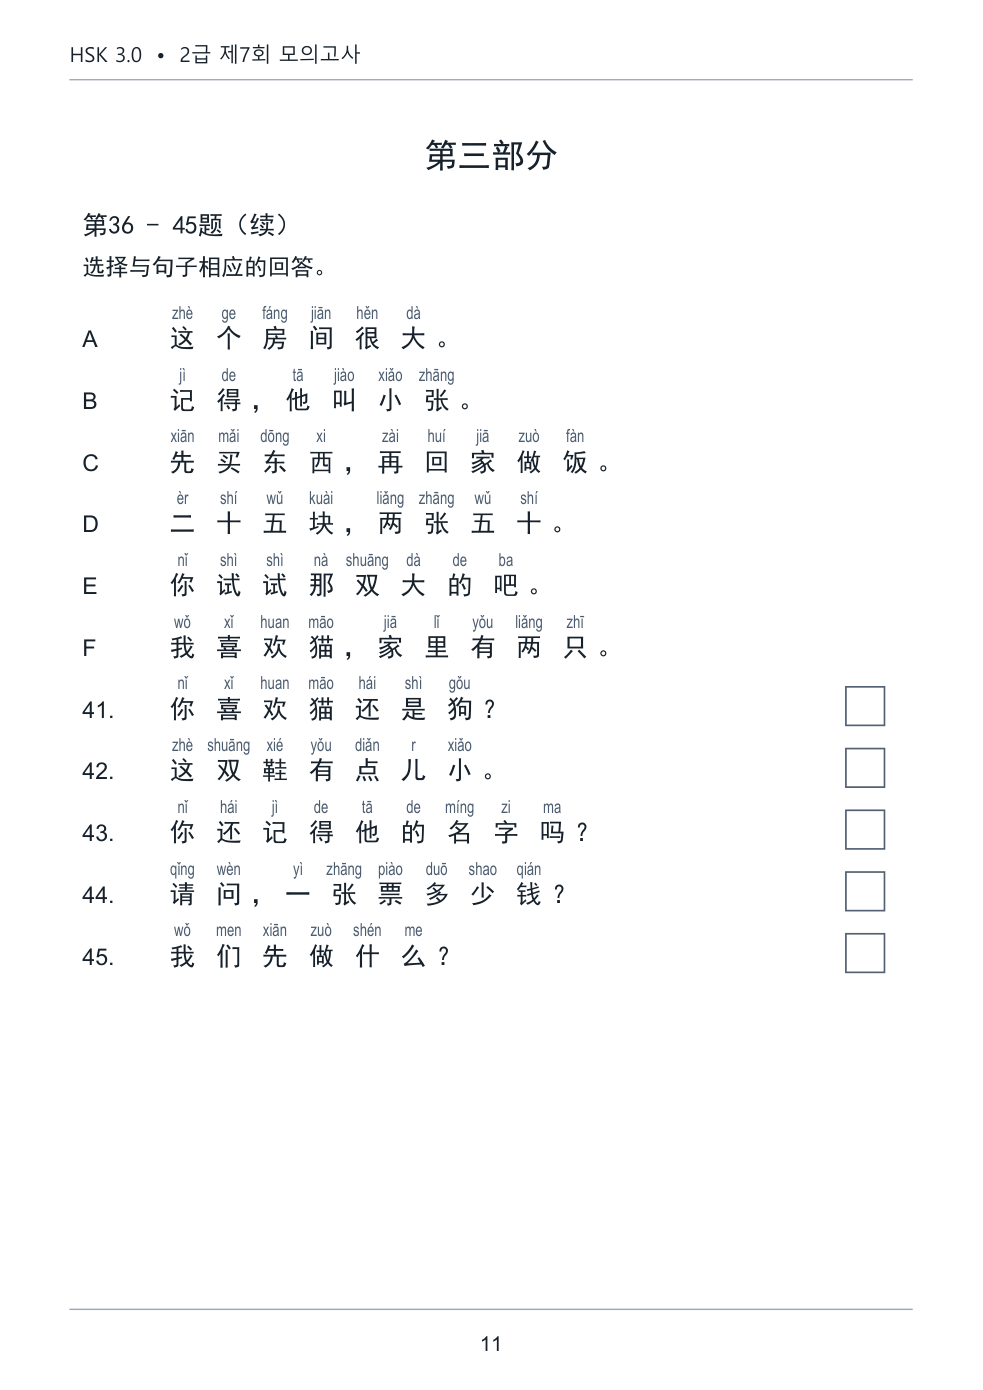 HSK 3.0 • 2급 제7회 모의고사
第三部分
第36 － 45题（续）
选择与句子相应的回答。
zhè ge fáng jiān hěn dà
A 这个房间很大。
jì de tā jiào xiǎo zhāng
B 记得，他叫小张。
xiān mǎi dōng xi zài huí jiā zuò fàn
C 先买东西，再回家做饭。
èr shí wǔ kuài liǎng zhāng wǔ shí
D 二十五块，两张五十。
nǐ shì shì nà shuāng dà de ba
E 你试试那双大的吧。
wǒ xǐ huan māo jiā lǐ yǒu liǎng zhī
F 我喜欢猫，家里有两只。
nǐ xǐ huan māo hái shì gǒu
41. 你喜欢猫还是狗？
zhè shuāng xié yǒu diǎn r xiǎo
42. 这双鞋有点儿小。
nǐ hái jì de tā de míng zi ma
43. 你还记得他的名字吗？
qǐng wèn yì zhāng piào duō shao qián
44. 请问，一张票多少钱？
wǒ men xiān zuò shén me
45. 我们先做什么？
11